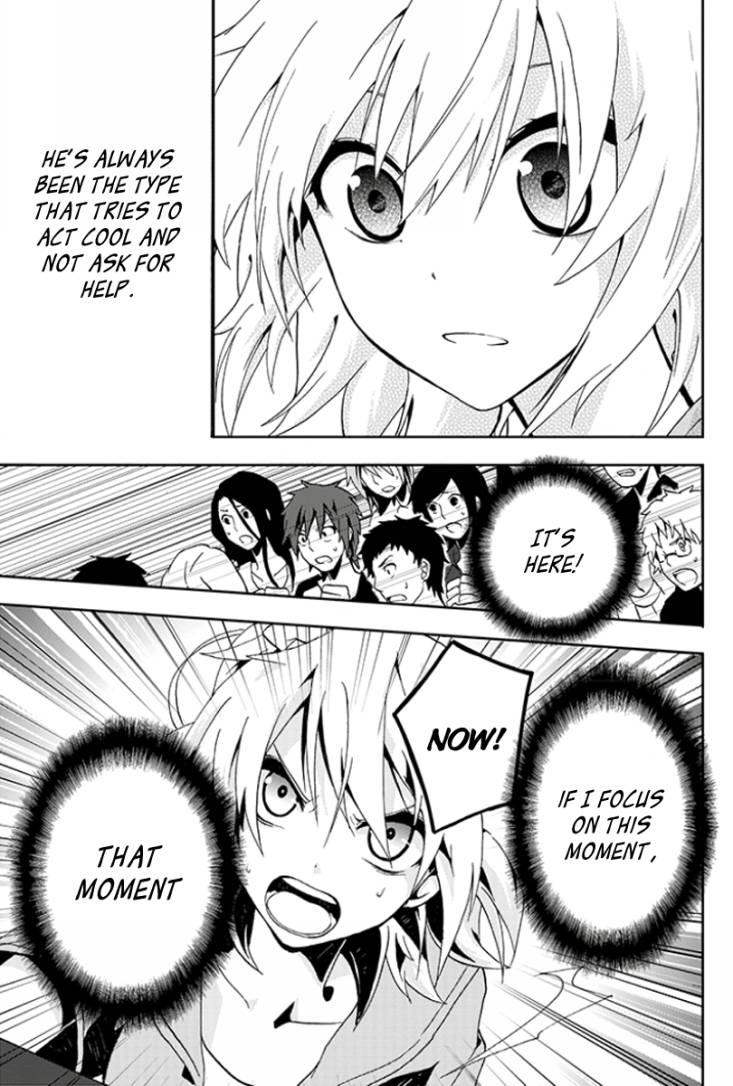 HE'S ALWAYS
BEEN THE TYPE
THAT TRIES TO
ACT COOL AND
NOT ASK FOR
HELP.
IT'S
HERE!
IF I FOCUS
ON THIS
MOMENT,
NOW!
THAT
MOMENT